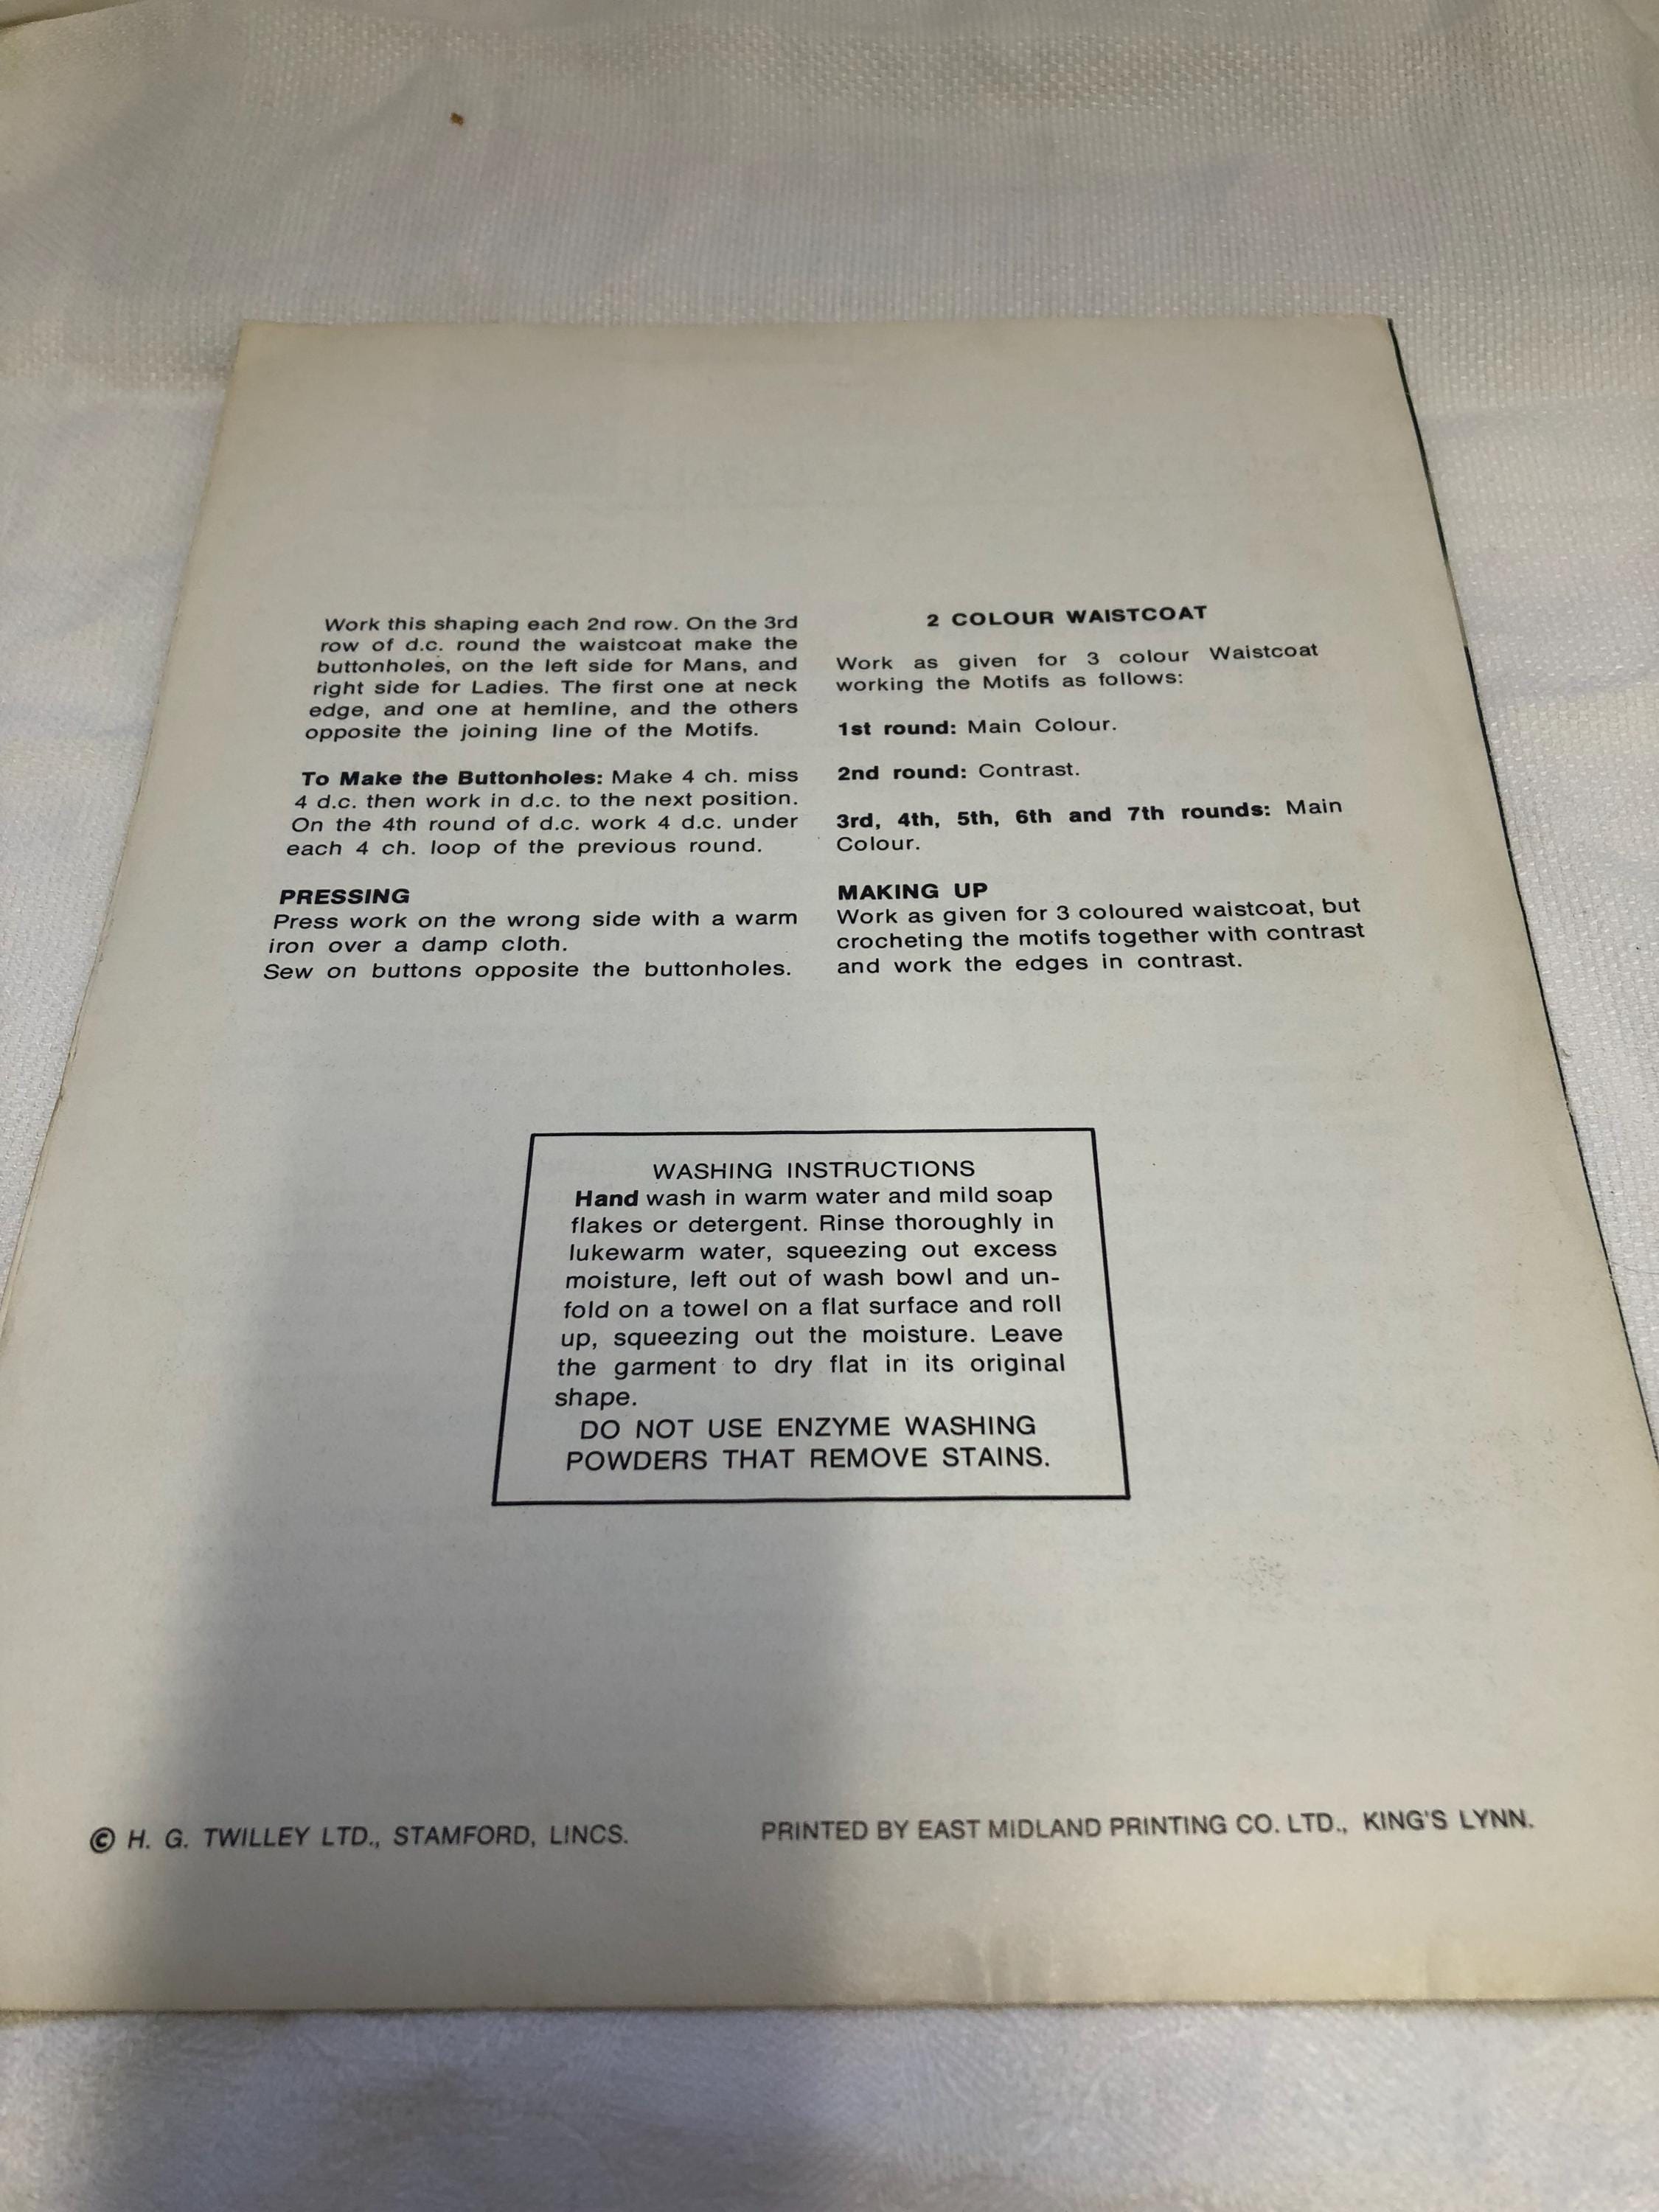 Work this shaping each 2nd row. On the 3rd
row of d.c. round the waistcoat make the
buttonholes, on the left side for Mans, and
right side for Ladies. The first one at neck
edge, and one at hemline, and the others
opposite the joining line of the Motifs.
To Make the Buttonholes: Make 4 ch. miss
4 d.c. then work in d.c. to the next position.
On the 4th round of d.c. work 4 d.c. under
each 4 ch. loop of the previous round.
PRESSING
Press work on the wrong side with a warm
iron over a damp cloth.
Sew on buttons opposite the buttonholes.
2 COLOUR WAISTCOAT
Work as given for 3 colour Waistcoat
working the Motifs as follows:
1st round: Main Colour.
2nd round: Contrast.
3rd, 4th, 5th, 6th and 7th rounds: Main
Colour.
MAKING UP
Work as given for 3 coloured waistcoat, but
crocheting the motifs together with contrast
and work the edges in contrast.
WASHING INSTRUCTIONS
Hand wash in warm water and mild soap
flakes or detergent. Rinse thoroughly in
lukewarm water, squeezing out excess
moisture, left out of wash bowl and un-
fold on a towel on a flat surface and roll
up, squeezing out the moisture. Leave
the garment to dry flat in its original
shape.
DO NOT USE ENZYME WASHING
POWDERS THAT REMOVE STAINS.
© H. G. TWILLEY LTD., STAMFORD, LINCS.
PRINTED BY EAST MIDLAND PRINTING CO. LTD., KING'S LYNN.